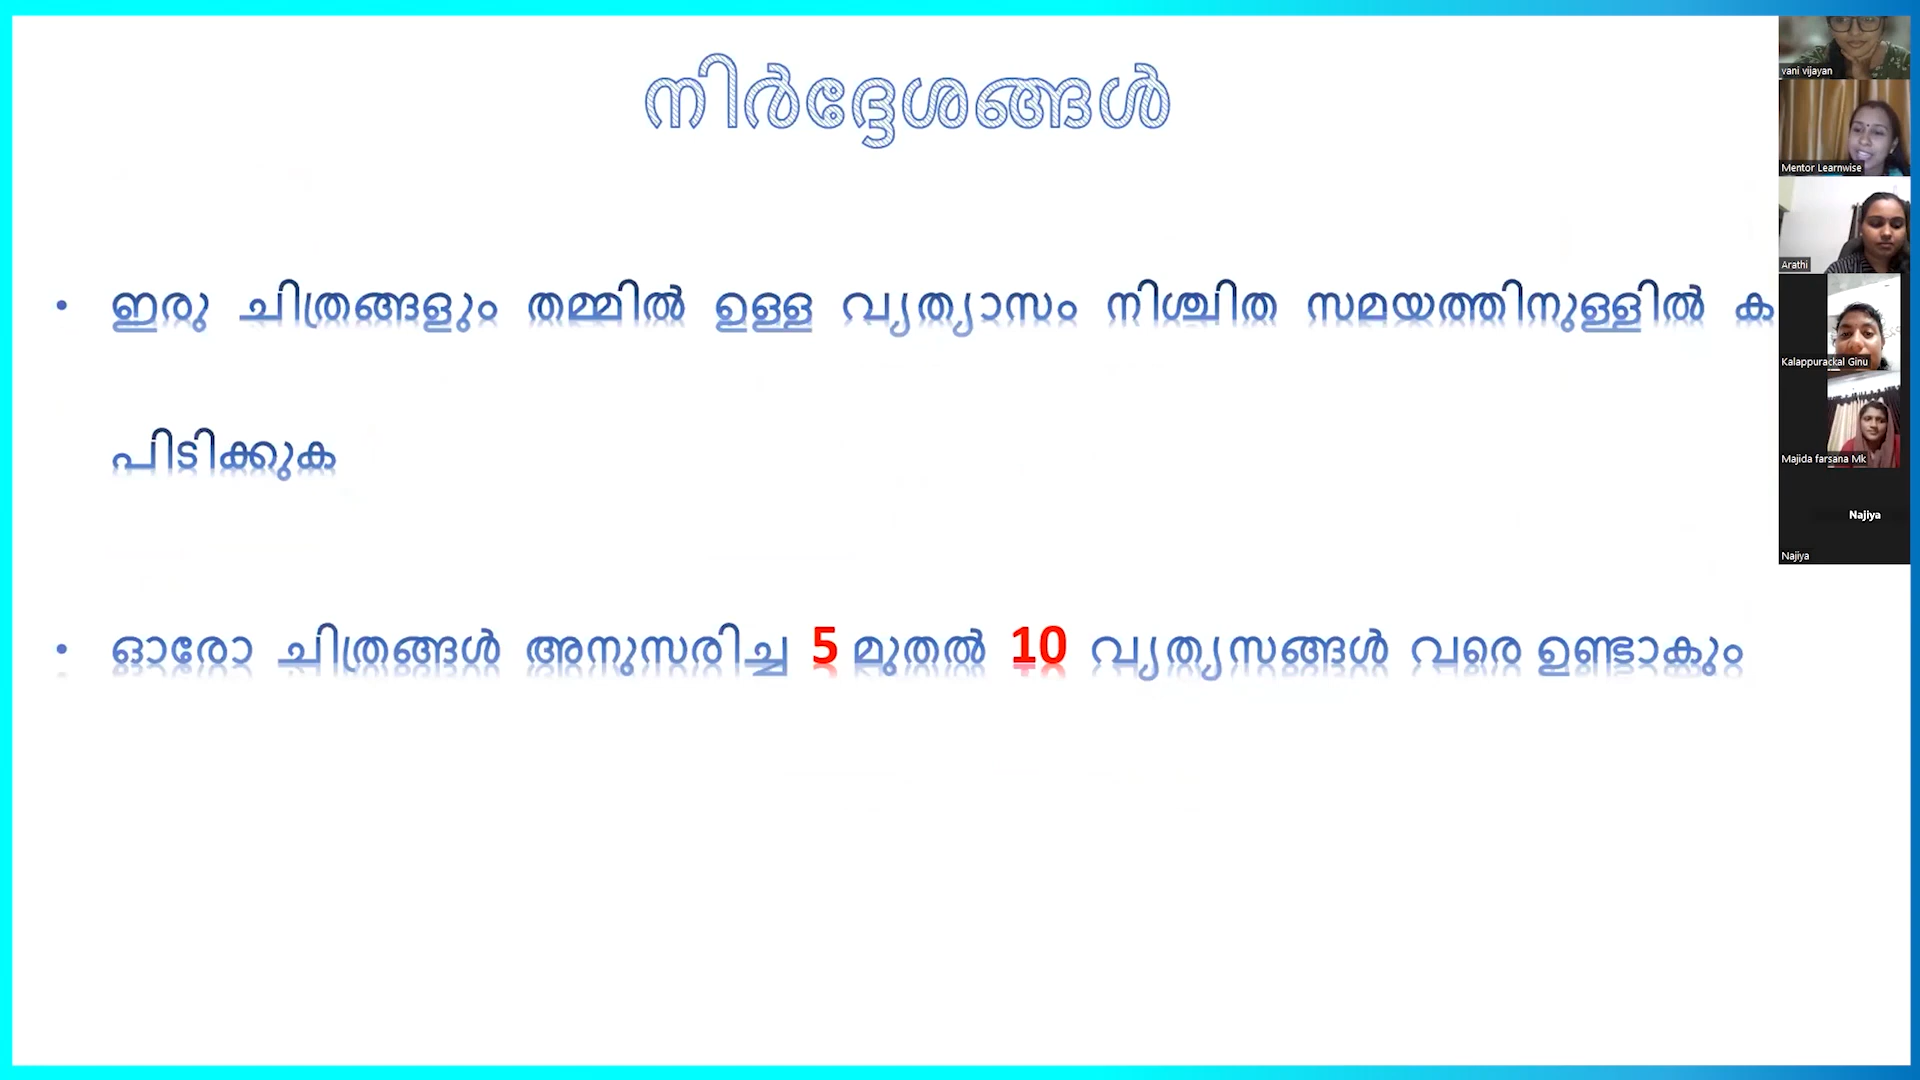 നിർദ്ദേശങ്ങൾ
• ഇരു ചിത്രങ്ങളും തമ്മിൽ ഉള്ള വ്യത്യാസം നിശ്ചിത സമയത്തിനുള്ളിൽ ക
പിടിക്കുക
• ഓരോ ചിത്രങ്ങൾ അനുസരിച്ച 5 മുതൽ 10 വ്യത്യസങ്ങൾ വരെ ഉണ്ടാകും
vani vijayan
Mentor Learnwise
Arathi
Kalappurackal Ginu
Majida farsana Mk
Najiya
Najiya